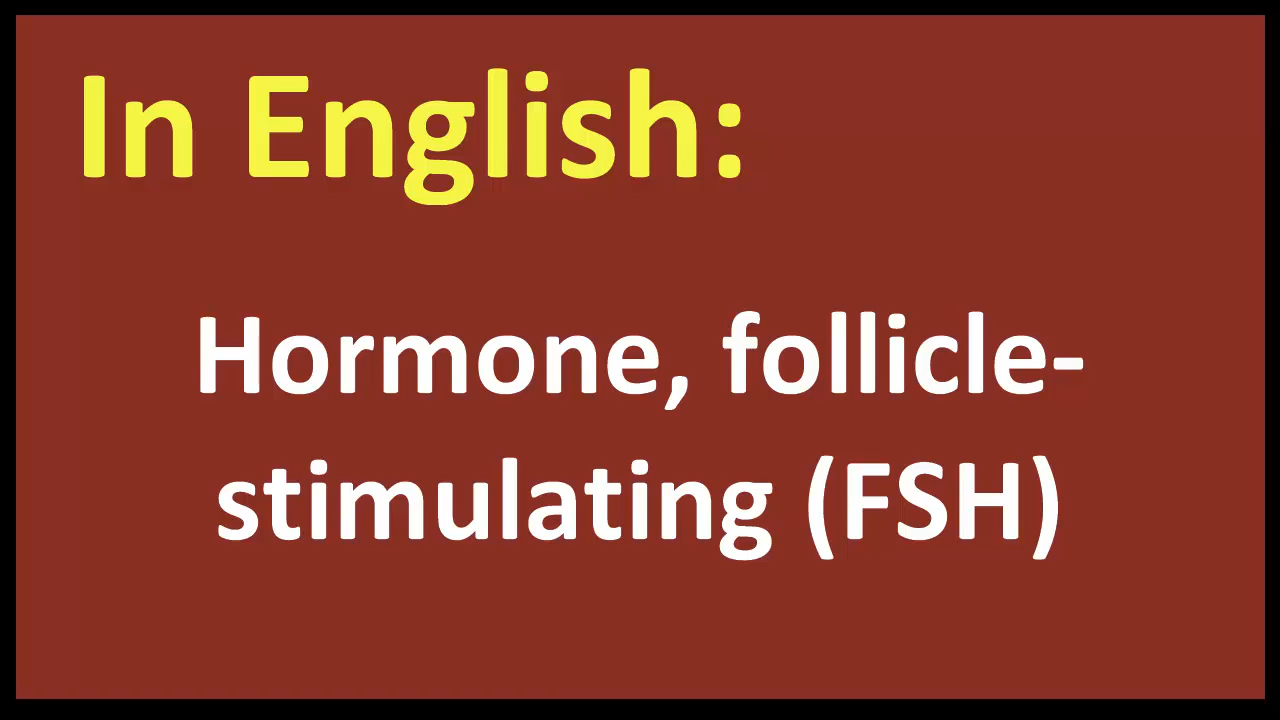 In English:
Hormone, follicle-
stimulating (FSH)